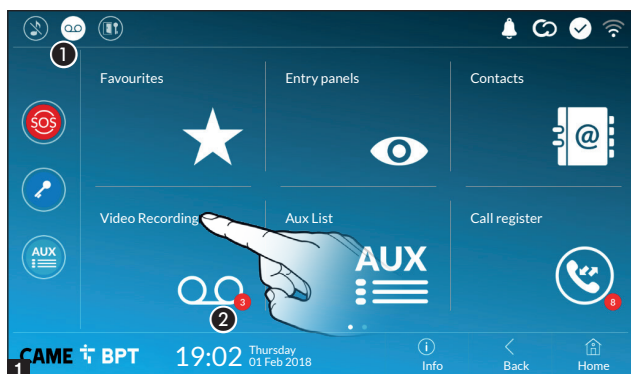 1
Favourites
Entry panels
Contacts
SOS
@
Video Recording
Aux List
Call register
AUX
AUX
3
2
8
CAME BPT
19:02
Thursday
01 Feb 2018
Info
Back
Home
1